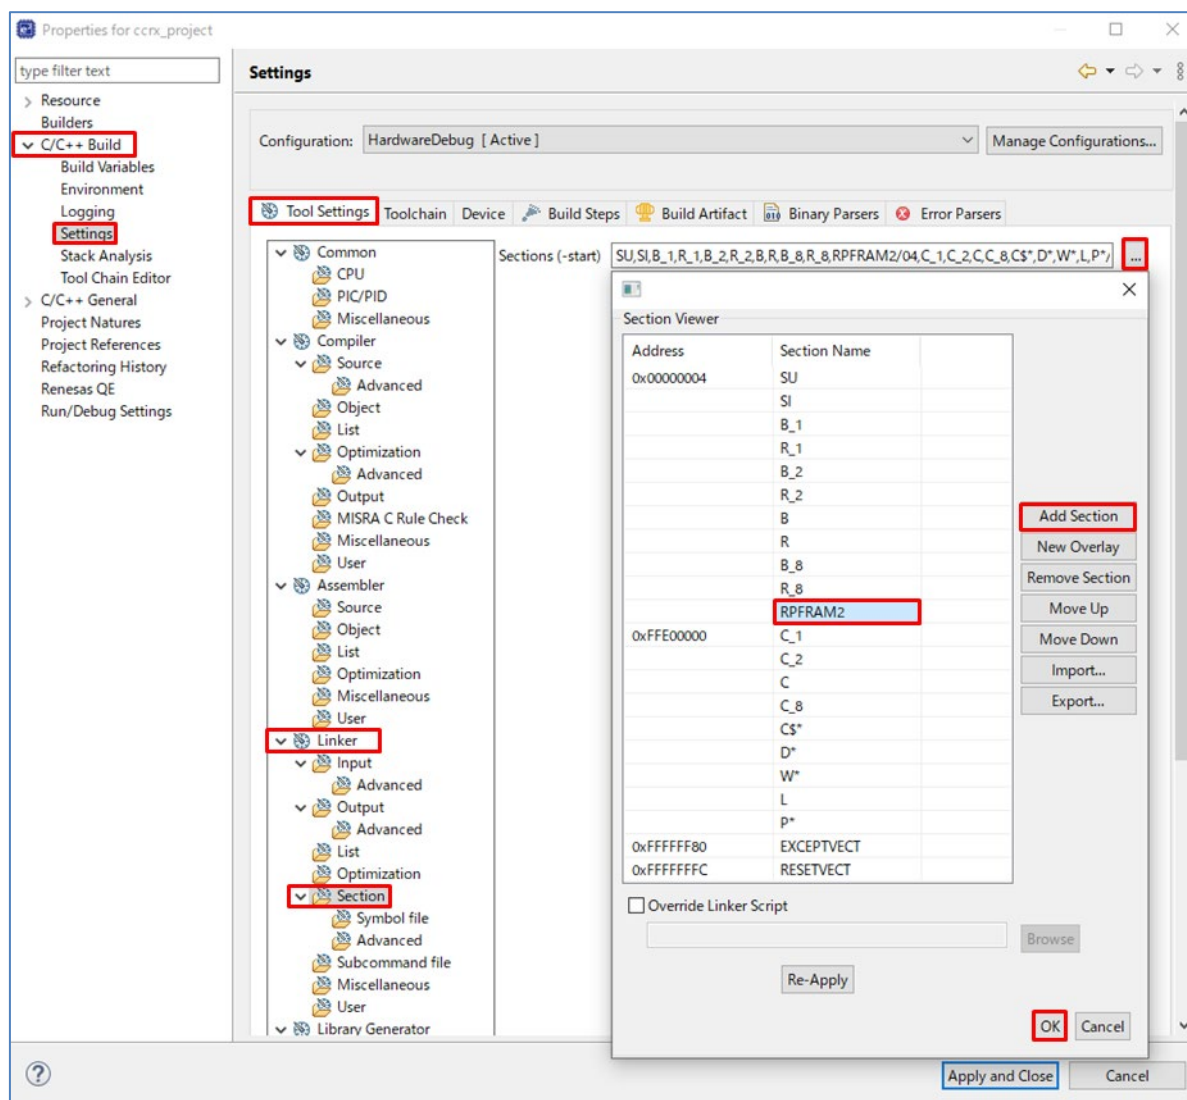 Properties for ccrx_project
type filter text
Resource
Builders
C/C++ Build
Build Variables
Environment
Logging
Settings
Stack Analysis
Tool Chain Editor
C/C++ General
Project Natures
Project References
Refactoring History
Renesas QE
Run/Debug Settings
Settings
Configuration: HardwareDebug [ Active ] Manage Configurations...
Tool Settings Toolchain Device Build Steps Build Artifact Binary Parsers Error Parsers
Common
CPU
PIC/PID
Miscellaneous
Compiler
Source
Advanced
Object
List
Optimization
Advanced
Output
MISRA C Rule Check
Miscellaneous
User
Assembler
Source
Object
List
Optimization
Miscellaneous
User
Linker
Input
Advanced
Output
Advanced
List
Optimization
Section
Symbol file
Advanced
Subcommand file
Miscellaneous
User
Library Generator
Sections (-start) SU,SI,B_1,R_1,B_2,R_2,B,R,B_8,R_8,RPFRAM2/04,C_1,C_2,C,C_8,C$*,D*,W*,L,P*/ ...
Section Viewer
Address Section Name
0x00000004 SU
SI
B_1
R_1
B_2
R_2
B
R
B_8
R_8
RPFRAM2
0xFFE00000 C_1
C_2
C
C_8
C$*
D*
W*
L
P*
0xFFFFFF80 EXCEPTVECT
0xFFFFFFFC RESETVECT
Add Section
New Overlay
Remove Section
Move Up
Move Down
Import...
Export...
Override Linker Script
Browse
Re-Apply
OK Cancel
Apply and Close Cancel